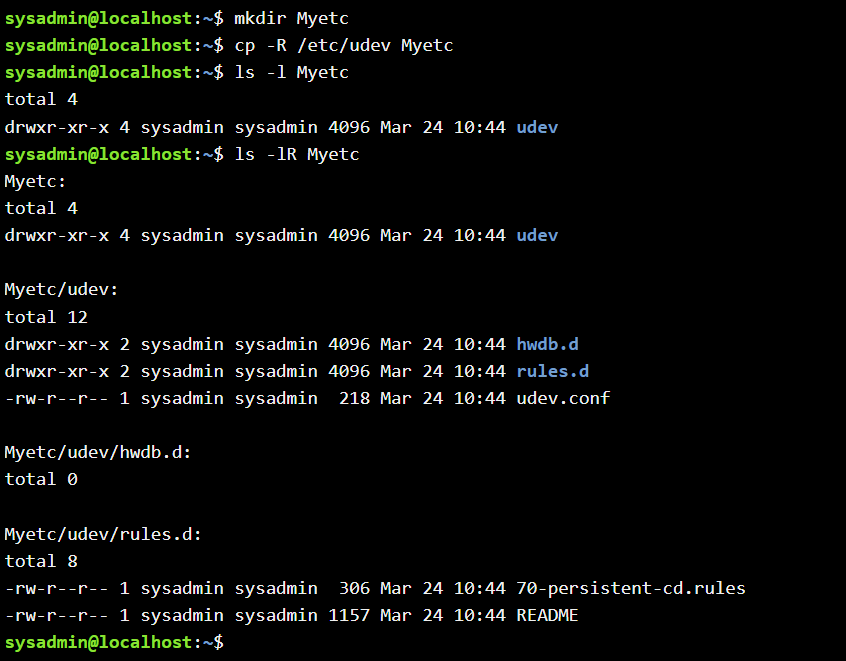 sysadmin@localhost:~$ mkdir Myetc
sysadmin@localhost:~$ cp -R /etc/udev Myetc
sysadmin@localhost:~$ ls -l Myetc
total 4
drwxr-xr-x 4 sysadmin sysadmin 4096 Mar 24 10:44 udev
sysadmin@localhost:~$ ls -lR Myetc
Myetc:
total 4
drwxr-xr-x 4 sysadmin sysadmin 4096 Mar 24 10:44 udev

Myetc/udev:
total 12
drwxr-xr-x 2 sysadmin sysadmin 4096 Mar 24 10:44 hwdb.d
drwxr-xr-x 2 sysadmin sysadmin 4096 Mar 24 10:44 rules.d
-rw-r--r-- 1 sysadmin sysadmin  218 Mar 24 10:44 udev.conf

Myetc/udev/hwdb.d:
total 0

Myetc/udev/rules.d:
total 8
-rw-r--r-- 1 sysadmin sysadmin  306 Mar 24 10:44 70-persistent-cd.rules
-rw-r--r-- 1 sysadmin sysadmin 1157 Mar 24 10:44 README
sysadmin@localhost:~$